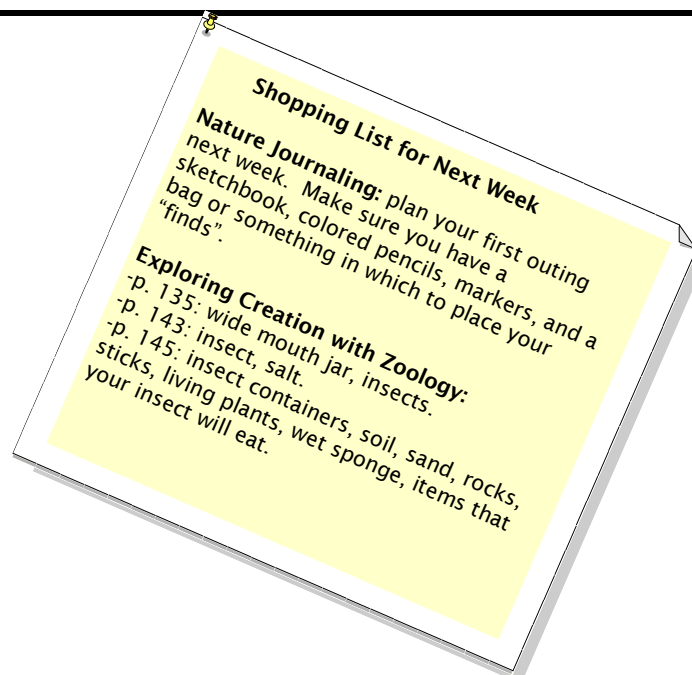 Shopping List for Next Week
Nature Journaling: plan your first outing
next week.  Make sure you have a
sketchbook, colored pencils, markers, and a
bag or something in which to place your
“finds”.
Exploring Creation with Zoology:
-p. 135: wide mouth jar, insects.
-p. 143: insect, salt.
-p. 145: insect containers, soil, sand, rocks,
sticks, living plants, wet sponge, items that
your insect will eat.